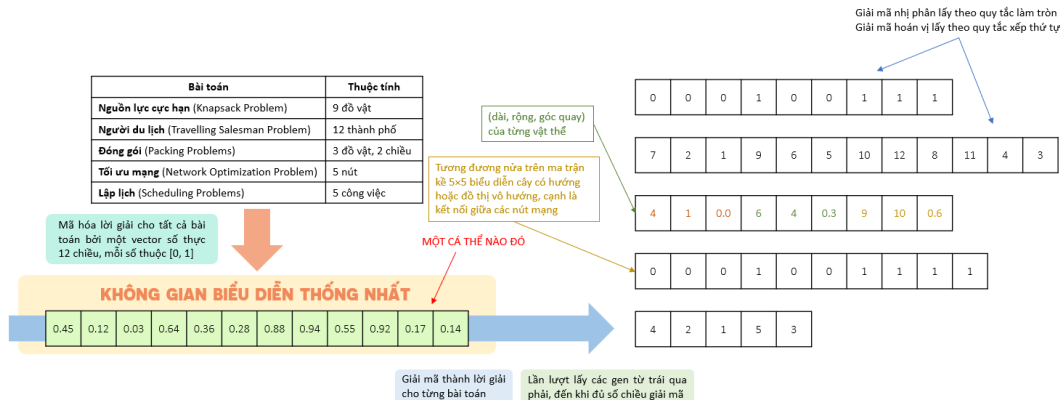 Giải mã nhị phân lấy theo quy tắc làm tròn
Giải mã hoán vị lấy theo quy tắc xếp thứ tự
Bài toán Thuộc tính
Nguồn lực cực hạn (Knapsack Problem) 9 đồ vật
Người du lịch (Travelling Salesman Problem) 12 thành phố
Đóng gói (Packing Problems) 3 đồ vật, 2 chiều
Tối ưu mạng (Network Optimization Problem) 5 nút
Lập lịch (Scheduling Problems) 5 công việc
Mã hóa lời giải cho tất cả bài
toán bởi một vector số thực
12 chiều, mỗi số thuộc [0, 1]
(dài, rộng, góc quay)
của từng vật thể
Tương đương nửa trên ma trận
kề 5×5 biểu diễn cây có hướng
hoặc đồ thị vô hướng, cạnh là
kết nối giữa các nút mạng
MỘT CÁ THỂ NÀO ĐÓ
KHÔNG GIAN BIỂU DIỄN THỐNG NHẤT
0.45 0.12 0.03 0.64 0.36 0.28 0.88 0.94 0.55 0.92 0.17 0.14
0 0 0 1 0 0 1 1 1
7 2 1 9 6 5 10 12 8 11 4 3
4 1 0.0 6 4 0.3 9 10 0.6
0 0 0 1 0 0 1 1 1 1
4 2 1 5 3
Giải mã thành lời giải
cho từng bài toán
Lần lượt lấy các gen từ trái qua
phải, đến khi đủ số chiều giải mã